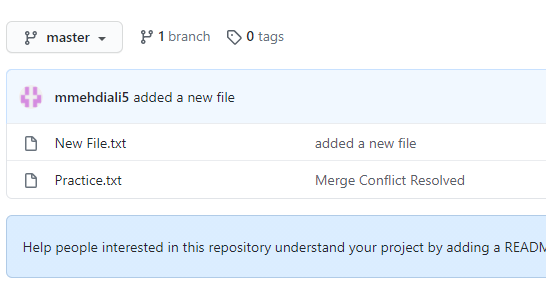 master 1 branch 0 tags
mmehdiali5 added a new file
New File.txt added a new file
Practice.txt Merge Conflict Resolved
Help people interested in this repository understand your project by adding a READM